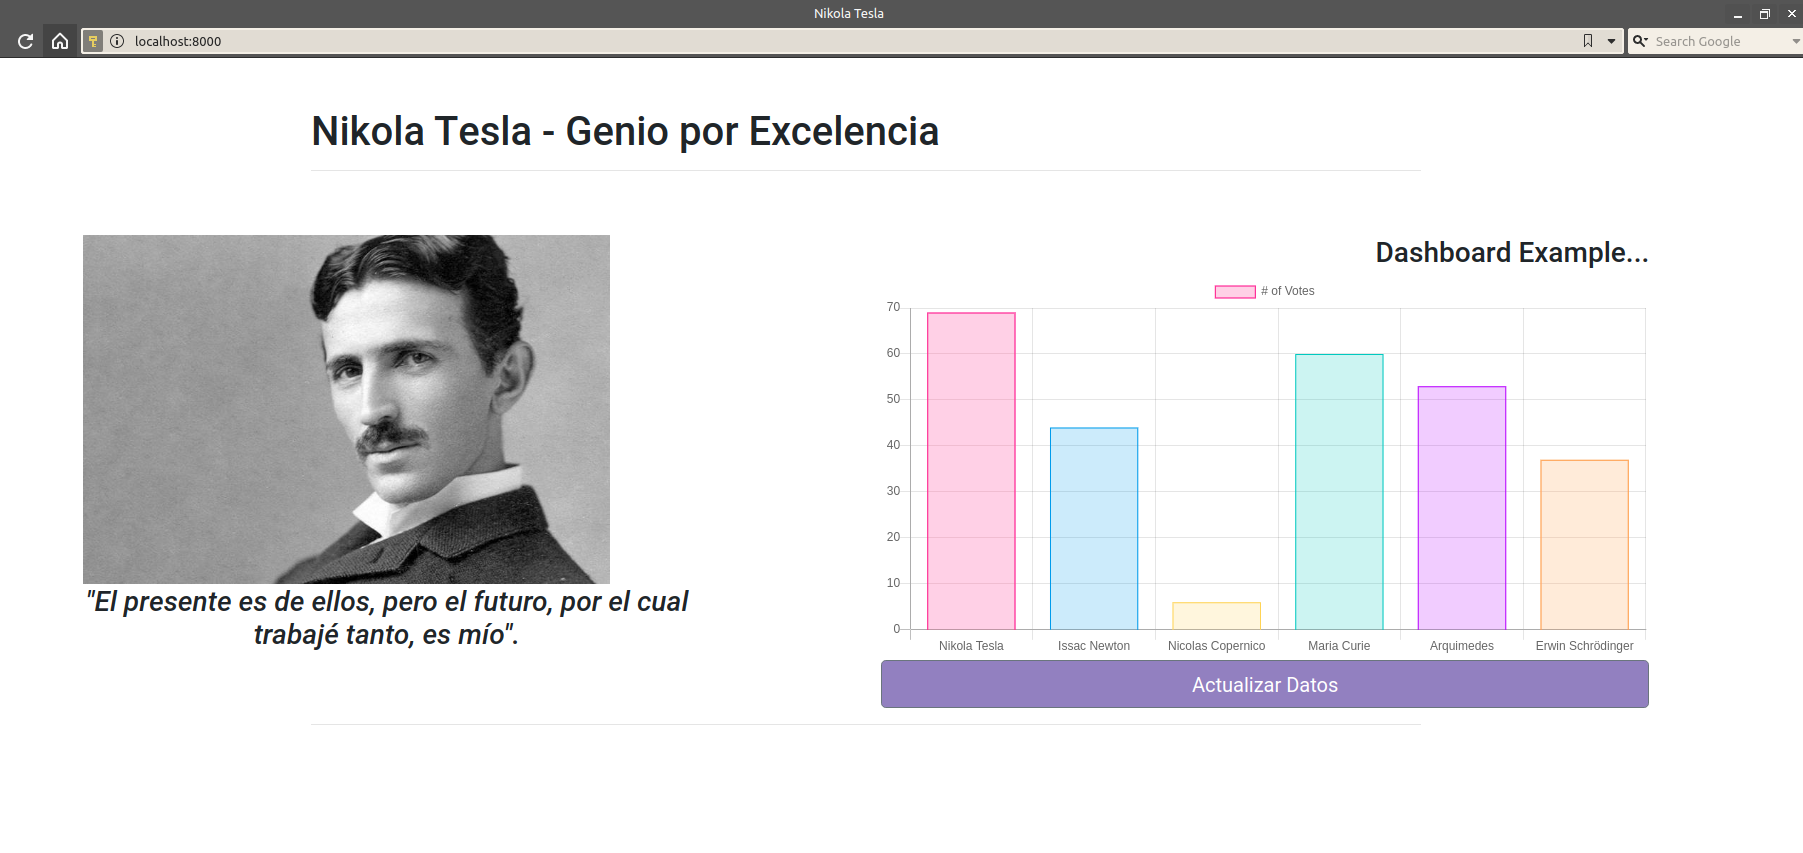 Nikola Tesla
localhost:8000
Search Google
Nikola Tesla - Genio por Excelencia
"El presente es de ellos, pero el futuro, por el cual
trabajé tanto, es mío".
Dashboard Example...
# of Votes
70
60
50
40
30
20
10
0
Nikola Tesla
Issac Newton
Nicolas Copernico
Maria Curie
Arquimedes
Erwin Schrödinger
Actualizar Datos